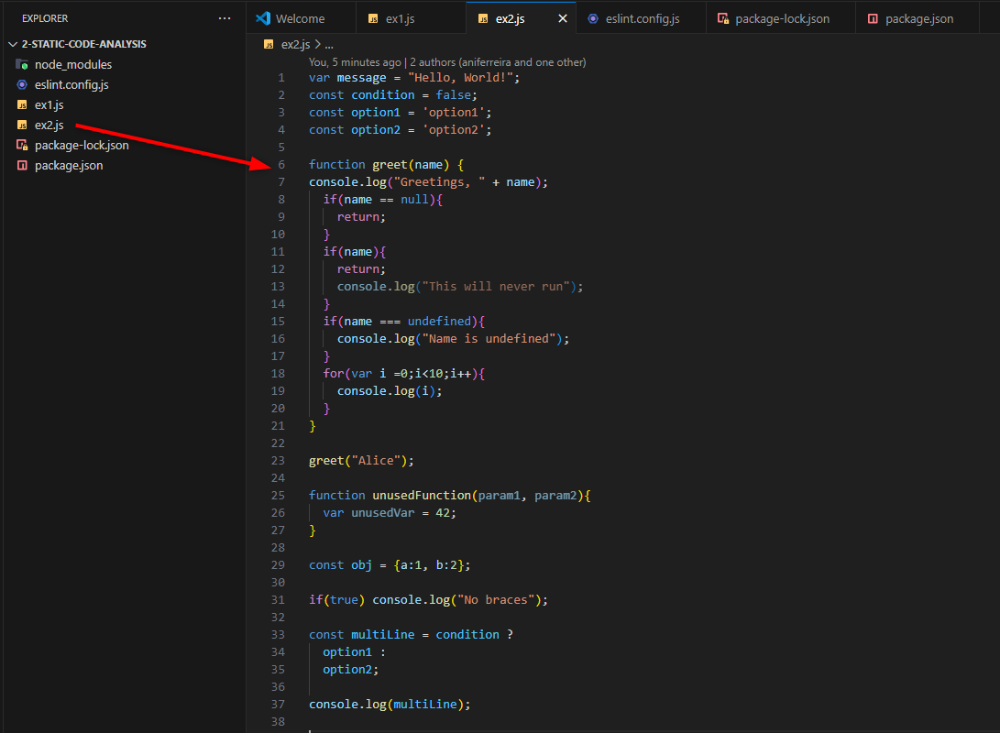 EXPLORER ...
2-STATIC-CODE-ANALYSIS
node_modules
eslint.config.js
JS ex1.js
JS ex2.js
package-lock.json
package.json
Welcome
JS ex1.js
JS ex2.js
eslint.config.js
package-lock.json
package.json
JS ex2.js > ...
You, 5 minutes ago | 2 authors (aniferreira and one other)
1 var message = "Hello, World!";
2 const condition = false;
3 const option1 = 'option1';
4 const option2 = 'option2';
5
6 function greet(name) {
7 console.log("Greetings, " + name);
8 if(name == null){
9 return;
10 }
11 if(name){
12 return;
13 console.log("This will never run");
14 }
15 if(name === undefined){
16 console.log("Name is undefined");
17 }
18 for(var i =0;i<10;i++){
19 console.log(i);
20 }
21 }
22
23 greet("Alice");
24
25 function unusedFunction(param1, param2){
26 var unusedVar = 42;
27 }
28
29 const obj = {a:1, b:2};
30
31 if(true) console.log("No braces");
32
33 const multiLine = condition ?
34 option1 :
35 option2;
36
37 console.log(multiLine);
38